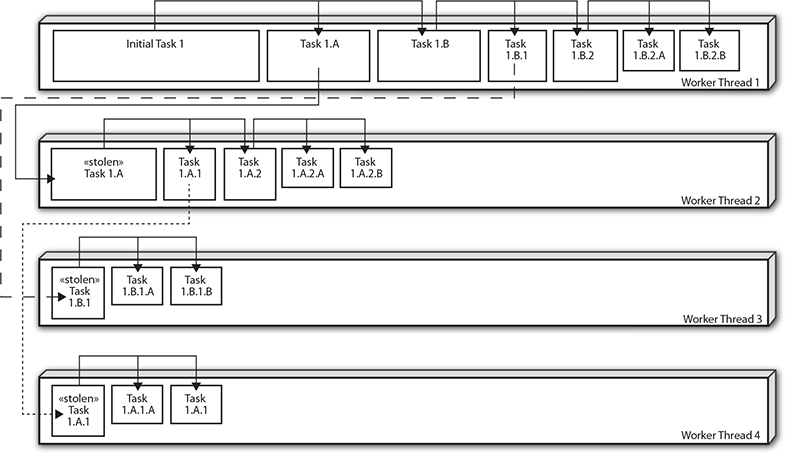 Initial Task 1
Task 1.A
Task 1.B
Task
1.B.1
Task
1.B.2
Task
1.B.2.A
Task
1.B.2.B
Worker Thread 1
«stolen»
Task 1.A
Task
1.A.1
Task
1.A.2
Task
1.A.2.A
Task
1.A.2.B
Worker Thread 2
«stolen»
Task
1.B.1
Task
1.B.1.A
Task
1.B.1.B
Worker Thread 3
«stolen»
Task
1.A.1
Task
1.A.1.A
Task
1.A.1
Worker Thread 4